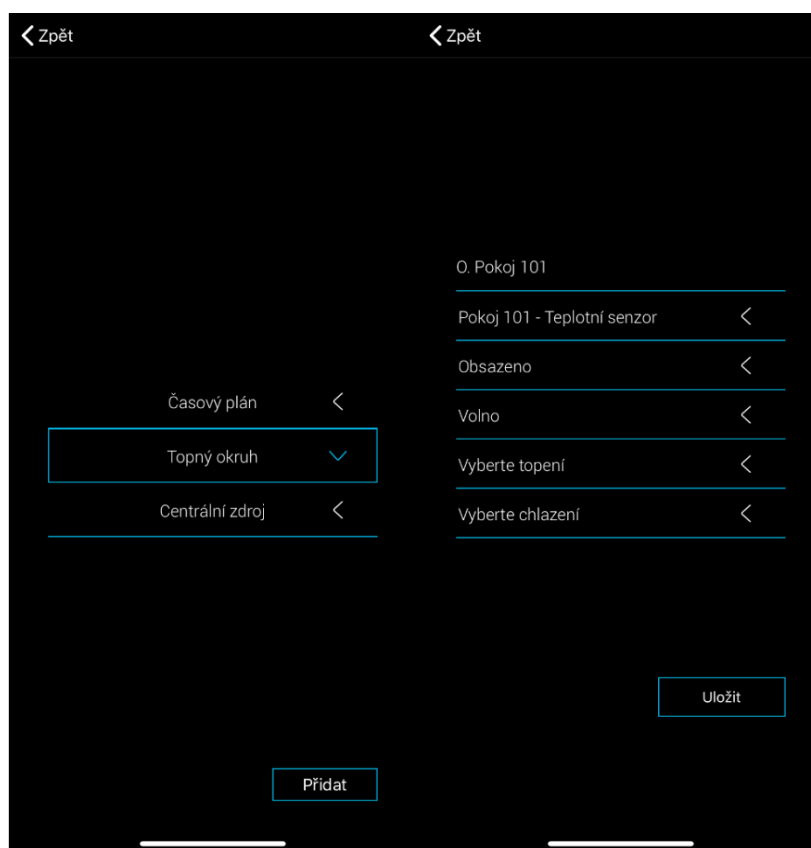 Zpět
Časový plán
Topný okruh
Centrální zdroj
Přidat
Zpět
O. Pokoj 101
Pokoj 101 - Teplotní senzor
Obsazeno
Volno
Vyberte topení
Vyberte chlazení
Uložit